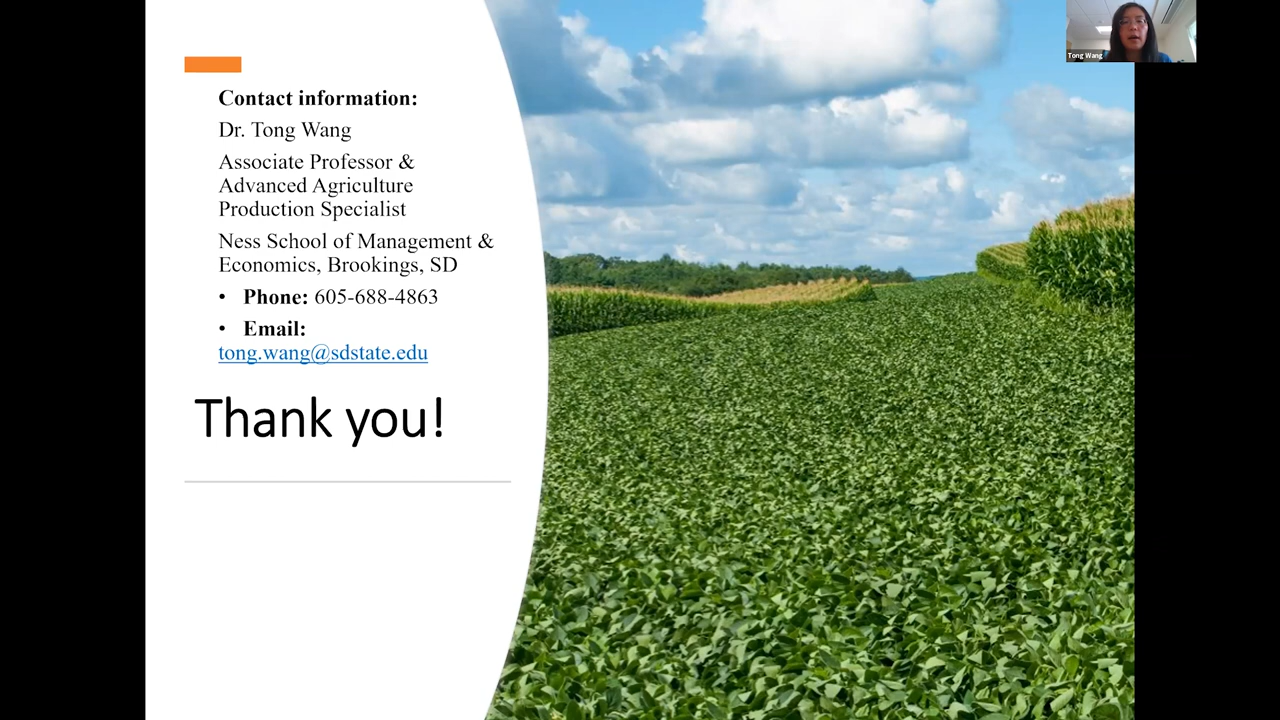 Contact information:
Dr. Tong Wang
Associate Professor &
Advanced Agriculture
Production Specialist
Ness School of Management &
Economics, Brookings, SD
• Phone: 605-688-4863
• Email:
tong.wang@sdstate.edu
Thank you!
Tong Wang